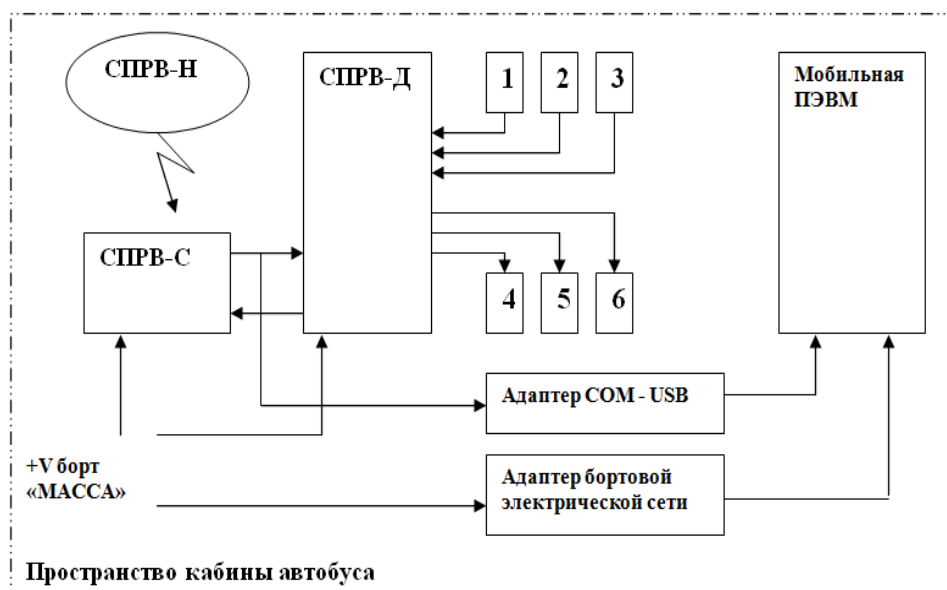 СПРВ-Н
СПРВ-Д
1
2
3
Мобильная
ПЭВМ
СПРВ-С
4
5
6
Адаптер COM - USB
+V борт
«МАССА»
Адаптер бортовой
электрической сети
Пространство кабины автобуса